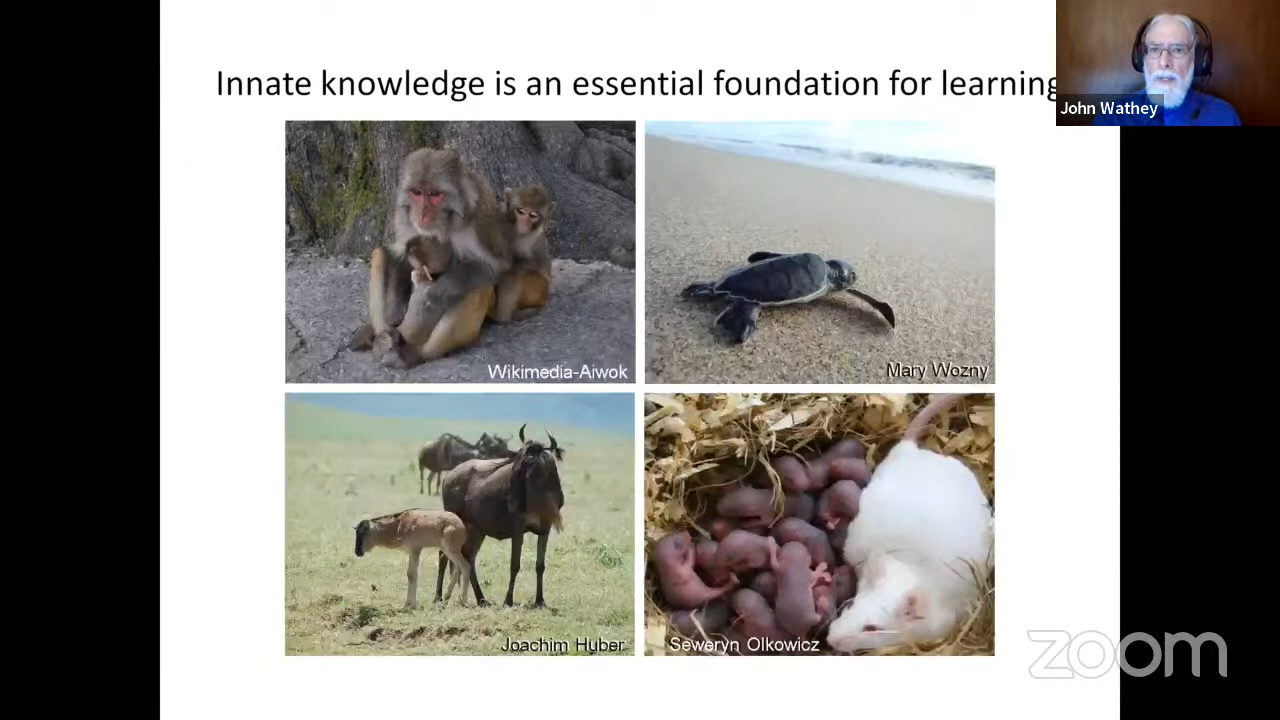 Innate knowledge is an essential foundation for learning
John Wathey
Wikimedia-Aiwok
Mary Wozny
Joachim Huber
Seweryn Olkowicz
zoom